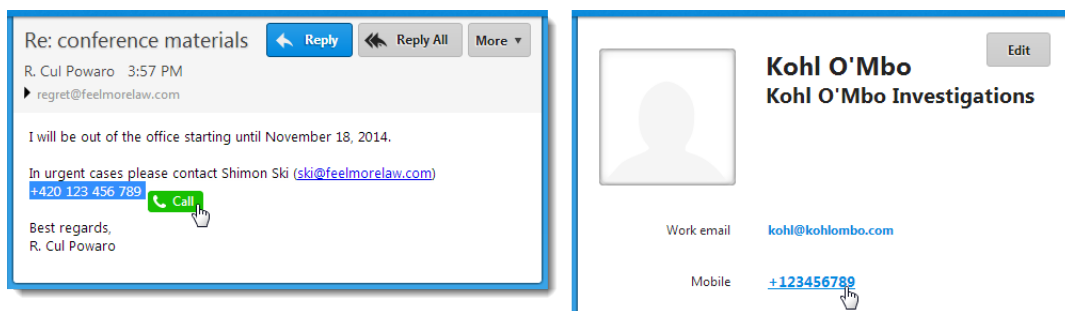 Re: conference materials
Reply
Reply All
More
R. Cul Powaro 3:57 PM
regret@feelmorelaw.com
I will be out of the office starting until November 18, 2014.
In urgent cases please contact Shimon Ski (ski@feelmorelaw.com)
+420 123 456 789
Call
Best regards,
R. Cul Powaro
Edit
Kohl O'Mbo
Kohl O'Mbo Investigations
Work email kohl@kohlombo.com
Mobile +123456789